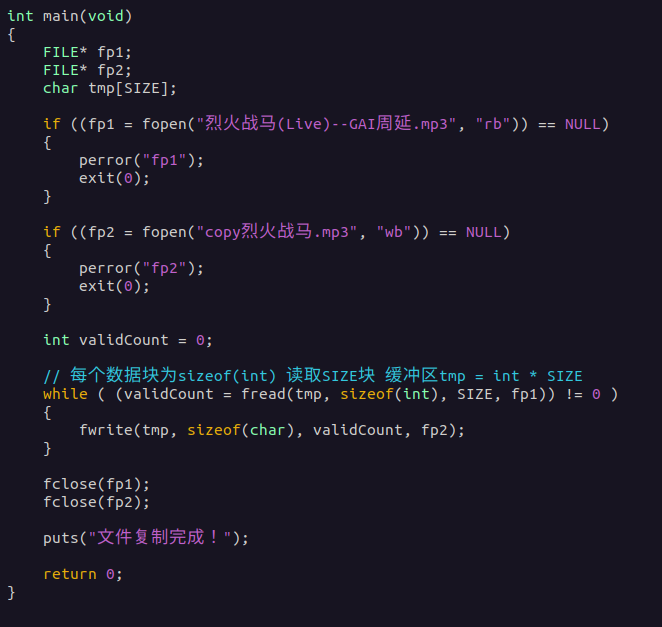 int main(void)
{
    FILE* fp1;
    FILE* fp2;
    char tmp[SIZE];

    if ((fp1 = fopen("烈火战马(Live)--GAI周延.mp3", "rb")) == NULL)
    {
        perror("fp1");
        exit(0);
    }

    if ((fp2 = fopen("copy烈火战马.mp3", "wb")) == NULL)
    {
        perror("fp2");
        exit(0);
    }

    int validCount = 0;

    // 每个数据块为sizeof(int) 读取SIZE块 缓冲区tmp = int * SIZE
    while ( (validCount = fread(tmp, sizeof(int), SIZE, fp1)) != 0 )
    {
        fwrite(tmp, sizeof(char), validCount, fp2);
    }

    fclose(fp1);
    fclose(fp2);

    puts("文件复制完成！");

    return 0;
}